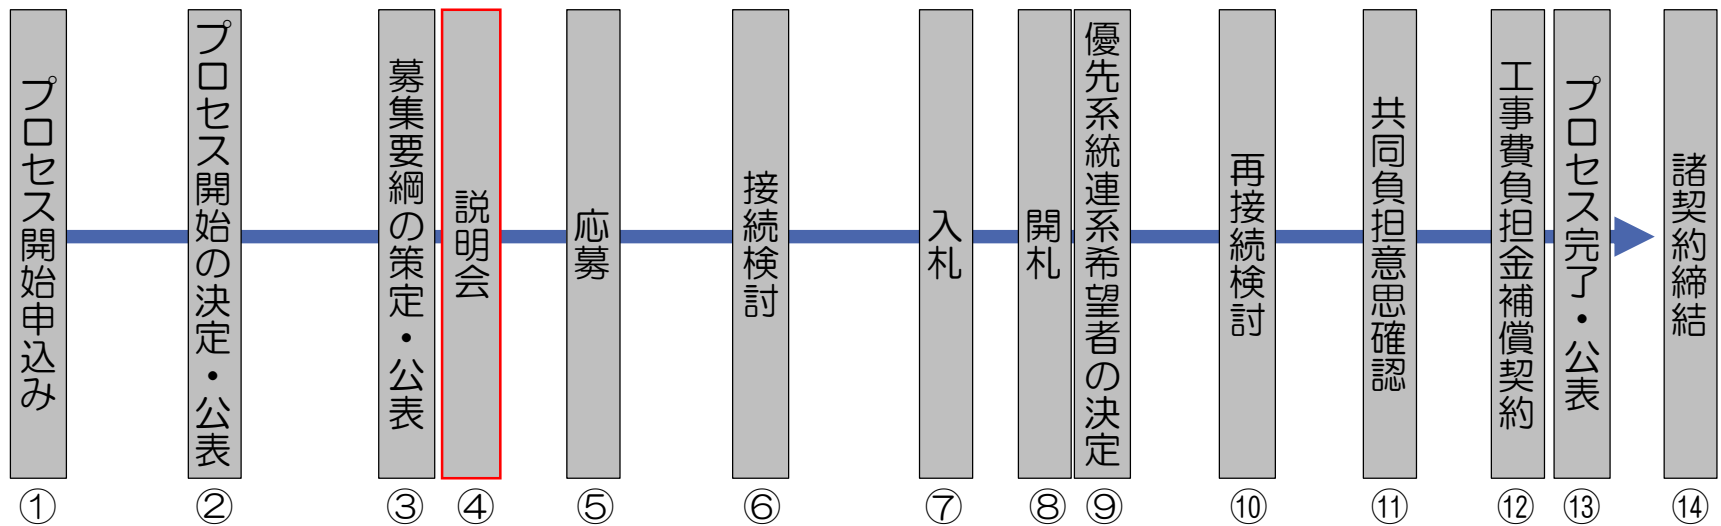 プロセス開始申込み
プロセス開始の決定・公表
募集要綱の策定・公表
説明会
応募
接続検討
入札
開札
優先系統連系希望者の決定
再接続検討
共同負担意思確認
工事費負担金補償契約
プロセス完了・公表
諸契約締結
①
②
③
④
⑤
⑥
⑦
⑧
⑨
⑩
⑪
⑫
⑬
⑭